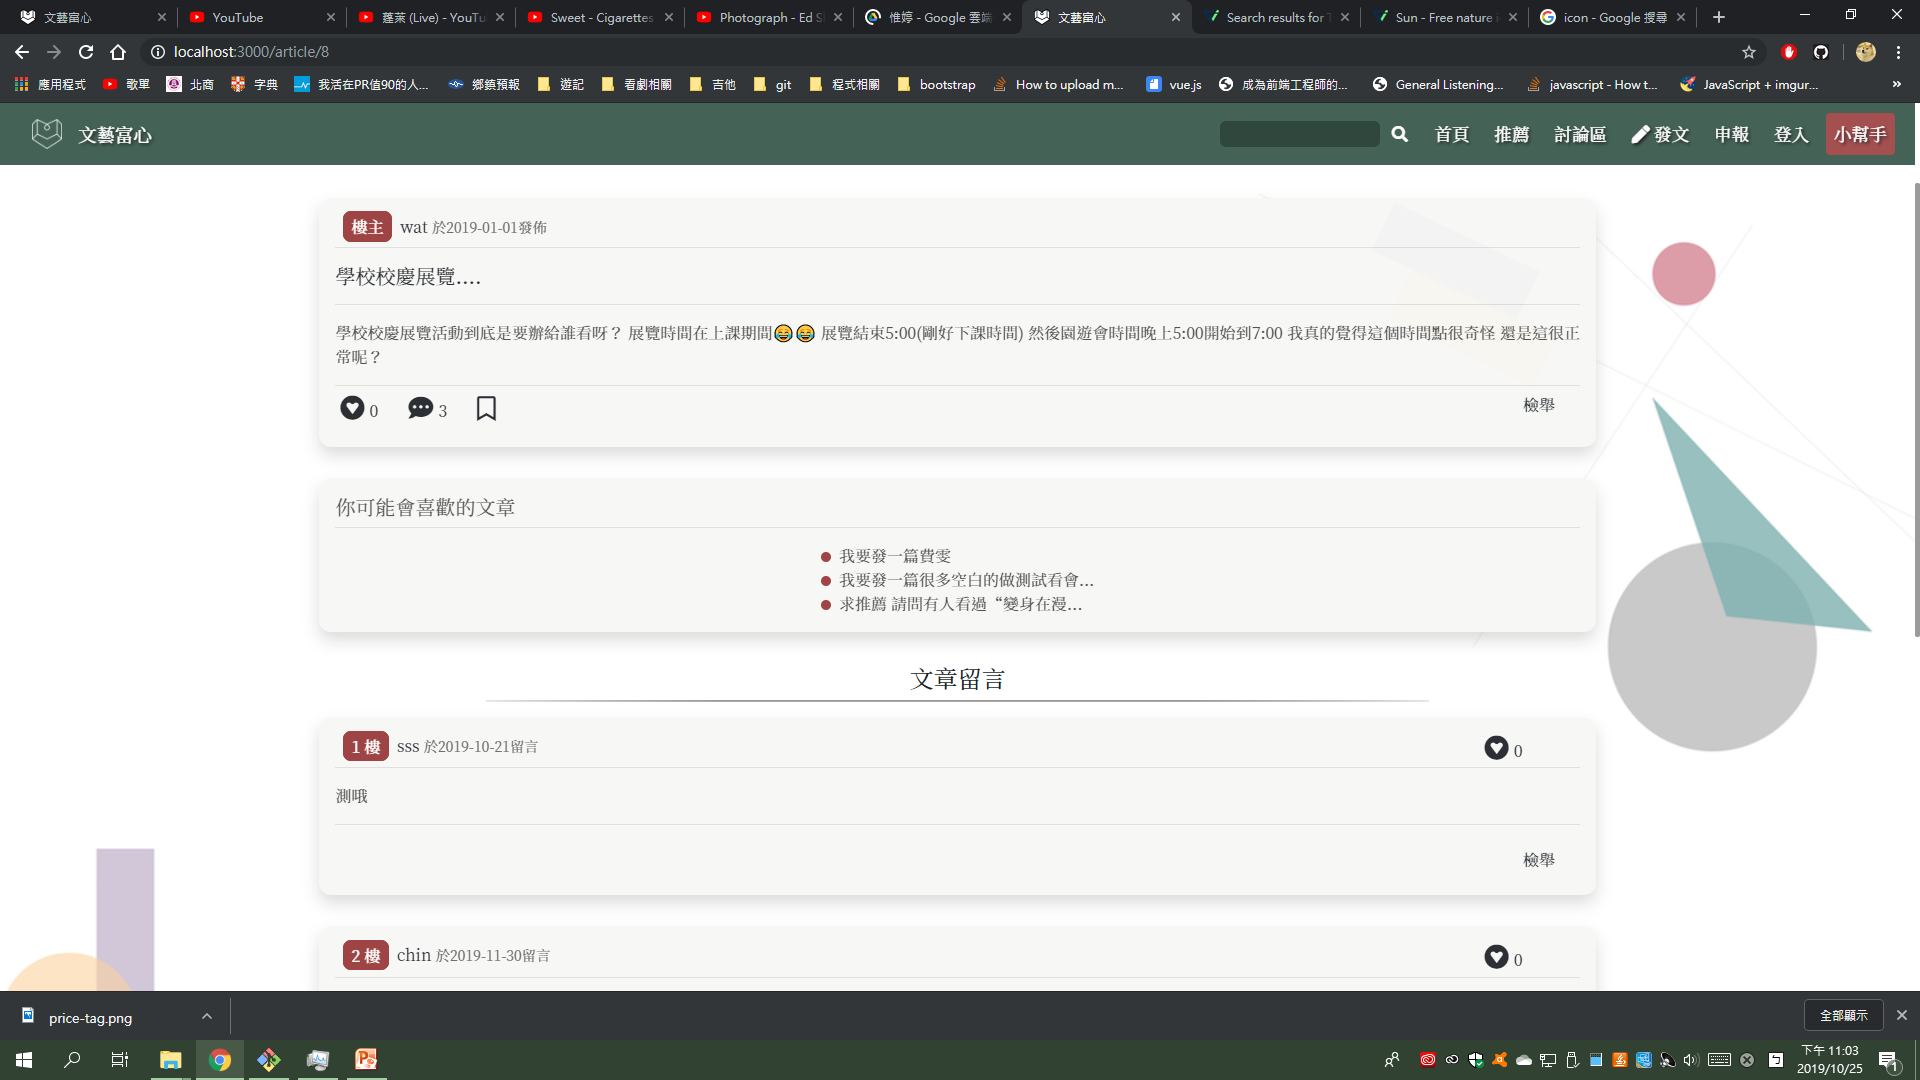 文藝富心
YouTube
蓬萊 (Live) - YouTu
Sweet - Cigarettes
Photograph - Ed S
惟婷 - Google 雲端
文藝富心
Search results for T
Sun - Free nature i
icon - Google 搜尋
localhost:3000/article/8
應用程式
歌單
北商
字典
我活在PR值90的人...
鄉鎮預報
遊記
看劇相關
吉他
git
程式相關
bootstrap
How to upload m...
vue.js
成為前端工程師的...
General Listening...
javascript - How t...
JavaScript + imgur...
»
文藝富心
首頁
推薦
討論區
發文
申報
登入
小幫手
樓主 wat 於2019-01-01發佈
學校校慶展覽....
學校校慶展覽活動到底是要辦給誰看呀？ 展覽時間在上課期間😂😂 展覽結束5:00(剛好下課時間) 然後園遊會時間晚上5:00開始到7:00 我真的覺得這個時間點很奇怪 還是這很正
常呢？
0 3
檢舉
你可能會喜歡的文章
我要發一篇費雯
我要發一篇很多空白的做測試看會...
求推薦 請問有人看過“變身在漫...
文章留言
1 樓 sss 於2019-10-21留言 0
測哦
檢舉
2 樓 chin 於2019-11-30留言 0
price-tag.png
全部顯示
下午 11:03
2019/10/25
1